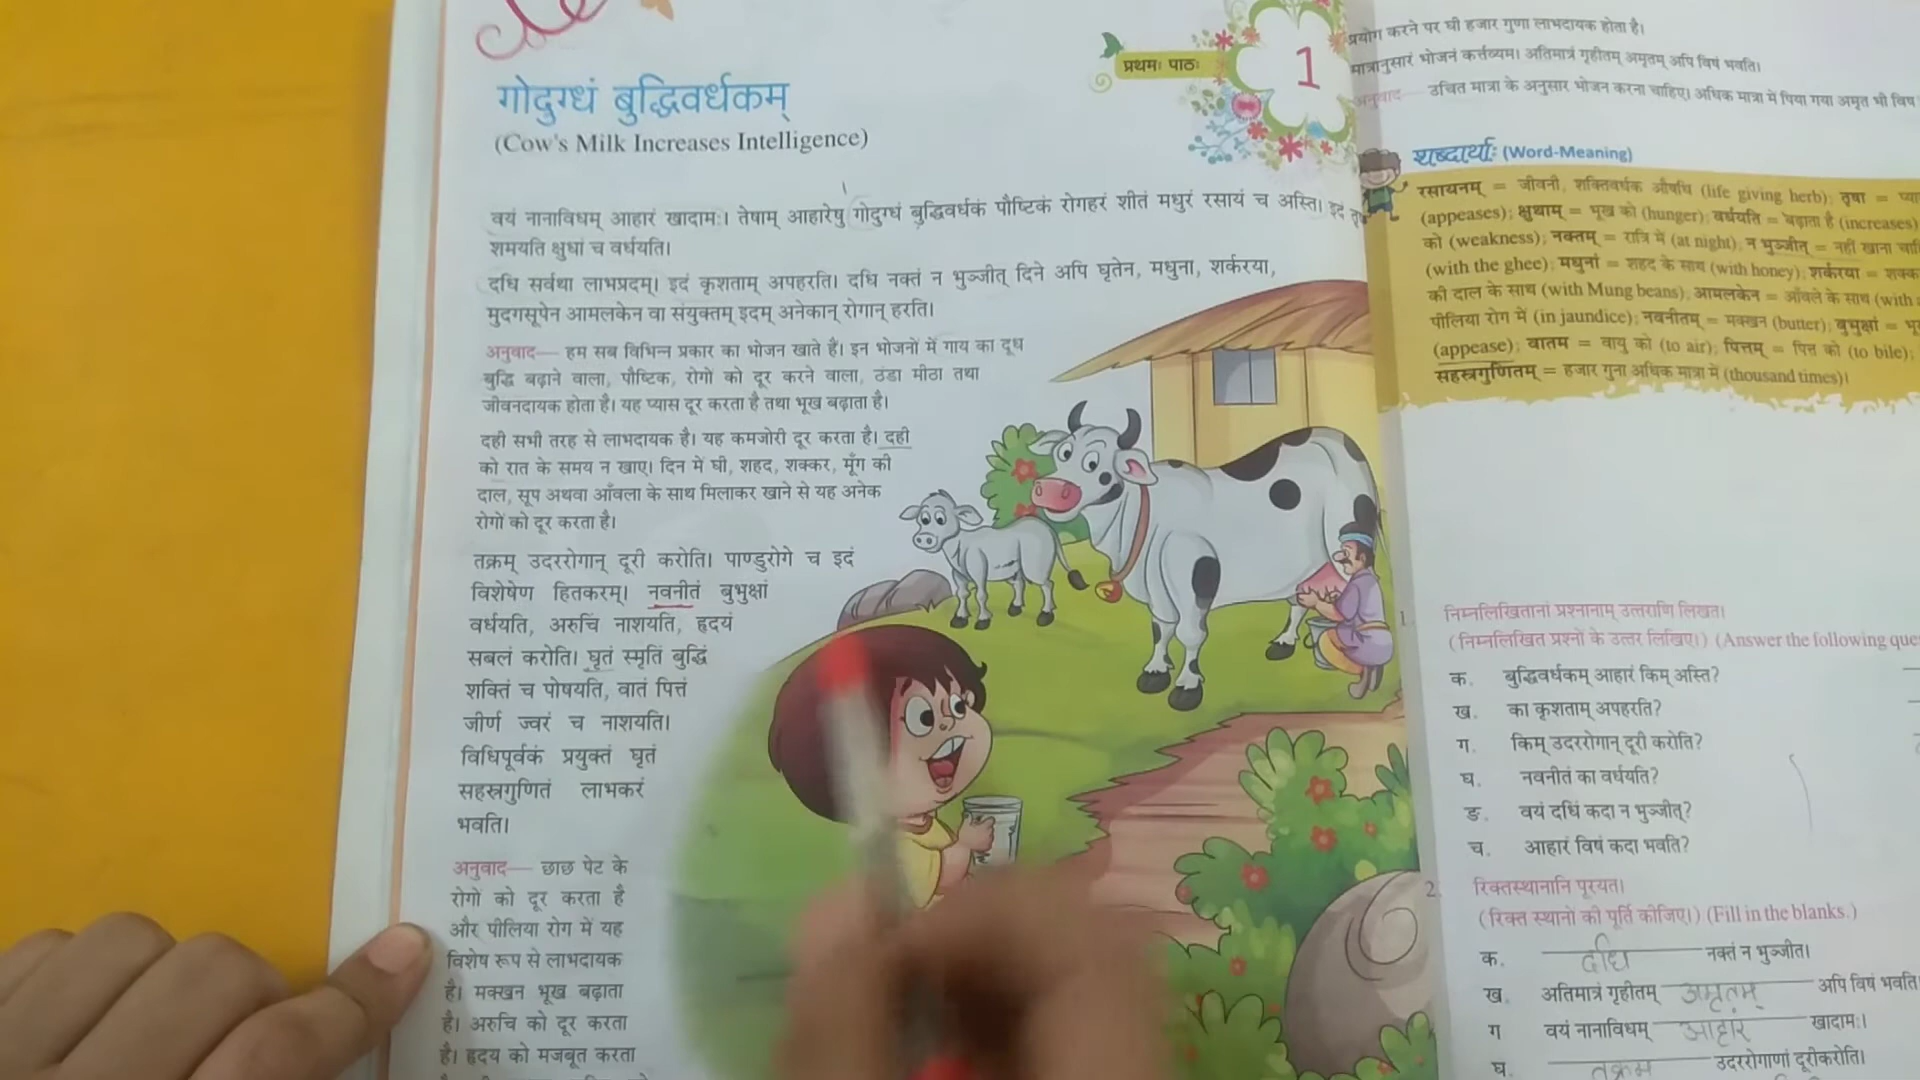 प्रथमः पाठः
1
गोदुग्धं बुद्धिवर्धकम्
(Cow's Milk Increases Intelligence)
वयं नानाविधम् आहारं खादामः। तेषाम् आहारेषु गोदुग्धं बुद्धिवर्धकं पौष्टिकं रोगहरं शीतं मधुरं रसायं च अस्ति। इदं
शमयति क्षुधां च वर्धयति।
दधि सर्वथा लाभप्रदम्। इदं कृशताम् अपहरति। दधि नक्तं न भुञ्जीत् दिने अपि घृतेन, मधुना, शर्करया,
मुदगसूपेन आमलकेन वा संयुक्तम् इदम् अनेकान् रोगान् हरति।
अनुवाद— हम सब विभिन्न प्रकार का भोजन खाते हैं। इन भोजनों में गाय का दूध
बुद्धि बढ़ाने वाला, पौष्टिक, रोगों को दूर करने वाला, ठंडा मीठा तथा
जीवनदायक होता है। यह प्यास दूर करता है तथा भूख बढ़ाता है।
दही सभी तरह से लाभदायक है। यह कमजोरी दूर करता है। दही
को रात के समय न खाए। दिन में घी, शहद, शक्कर, मूँग की
दाल, सूप अथवा आँवला के साथ मिलाकर खाने से यह अनेक
रोगों को दूर करता है।
तक्रम् उदररोगान् दूरी करोति। पाण्डुरोगे च इदं
विशेषेण हितकरम्। नवनीतं बुभुक्षां
वर्धयति, अरुचिं नाशयति, हृदयं
सबलं करोति। घृतं स्मृतिं बुद्धिं
शक्तिं च पोषयति, वातं पित्तं
जीर्ण ज्वरं च नाशयति।
विधिपूर्वकं प्रयुक्तं घृतं
सहस्त्रगुणितं लाभकरं
भवति।
अनुवाद— छाछ पेट के
रोगों को दूर करता है
और पीलिया रोग में यह
विशेष रूप से लाभदायक
है। मक्खन भूख बढ़ाता
है। अरुचि को दूर करता
है। हृदय को मजबूत करता
प्रयोग करने पर घी हजार गुणा लाभदायक होता है।
मात्रानुसारं भोजनं कर्त्तव्यम। अतिमात्रं गृहीतम् अमृतम् अपि विषं भवति।
अनुवाद— उचित मात्रा के अनुसार भोजन करना चाहिए। अधिक मात्रा में पिया गया अमृत भी विष
शब्दार्थाः (Word-Meaning)
रसायनम् = जीवनी, शक्तिवर्धक औषधि (life giving herb); तृषा =
(appeases); क्षुधाम् = भूख को (hunger); वर्धयति = बढ़ाता है (increases)
को (weakness); नक्तम् = रात्रि में (at night); न भुञ्जीत् = नहीं खाना
(with the ghee); मधुनां = शहद के साथ (with honey); शर्करया =
की दाल के साथ (with Mung beans); आमलकेन = आँवले के साथ (with
पीलिया रोग में (in jaundice); नवनीतम् = मक्खन (butter); बुभुक्षां =
(appease); वातम = वायु को (to air); पित्तम् = पित्त को (to bile);
सहस्त्रगुणितम् = हजार गुना अधिक मात्रा में (thousand times)।
1. निम्नलिखितानां प्रश्नानाम् उत्तराणि लिखत।
(निम्नलिखित प्रश्नों के उत्तर लिखिए।) (Answer the following
क. बुद्धिवर्धकम् आहारं किम् अस्ति?
ख. का कृशताम् अपहरति?
ग. किम् उदररोगान् दूरी करोति?
घ. नवनीतं का वर्धयति?
ङ. वयं दधिं कदा न भुञ्जीत्?
च. आहारं विषं कदा भवति?
2. रिक्तस्थानानि पूरयत।
(रिक्त स्थानों की पूर्ति कीजिए।) (Fill in the blanks.)
क. दधि नक्तं न भुञ्जीत।
ख. अतिमात्रं गृहीतम् अमृतम् अपि विषं भवति
ग वयं नानाविधम् आहारं खादामः।
घ. तक्रम उदररोगाणां दूरीकरोति।